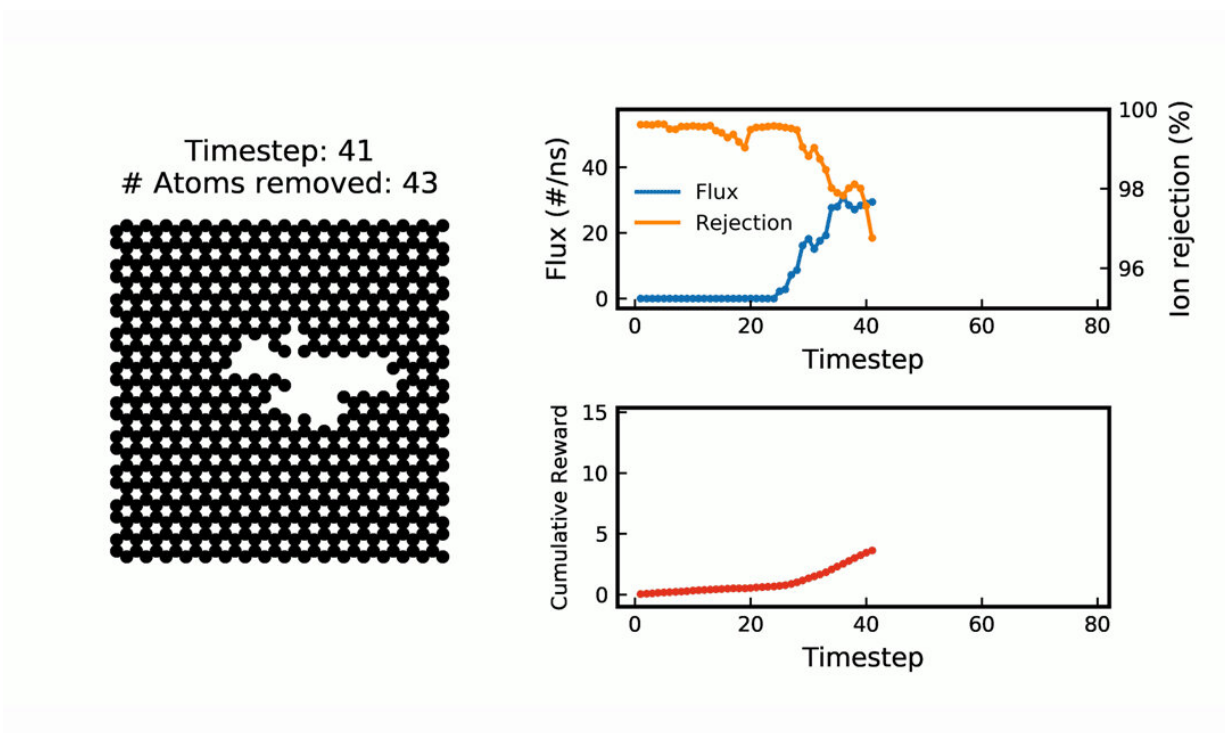 Timestep: 41
# Atoms removed: 43
Flux (#/ns)
40
20
0
Flux
Rejection
100
98
96
Ion rejection (%)
0 20 40 60 80
Timestep
Cumulative Reward
15
10
5
0
0 20 40 60 80
Timestep